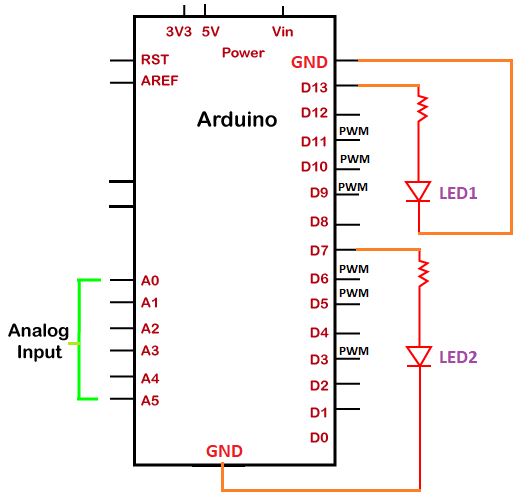 3V3 5V Vin
Power
RST
AREF
Arduino
GND
D13
D12
D11 PWM
D10 PWM
D9 PWM
D8
D7
D6 PWM
D5 PWM
D4
D3 PWM
D2
D1
D0
LED1
LED2
A0
A1
A2
A3
A4
A5
Analog
Input
GND